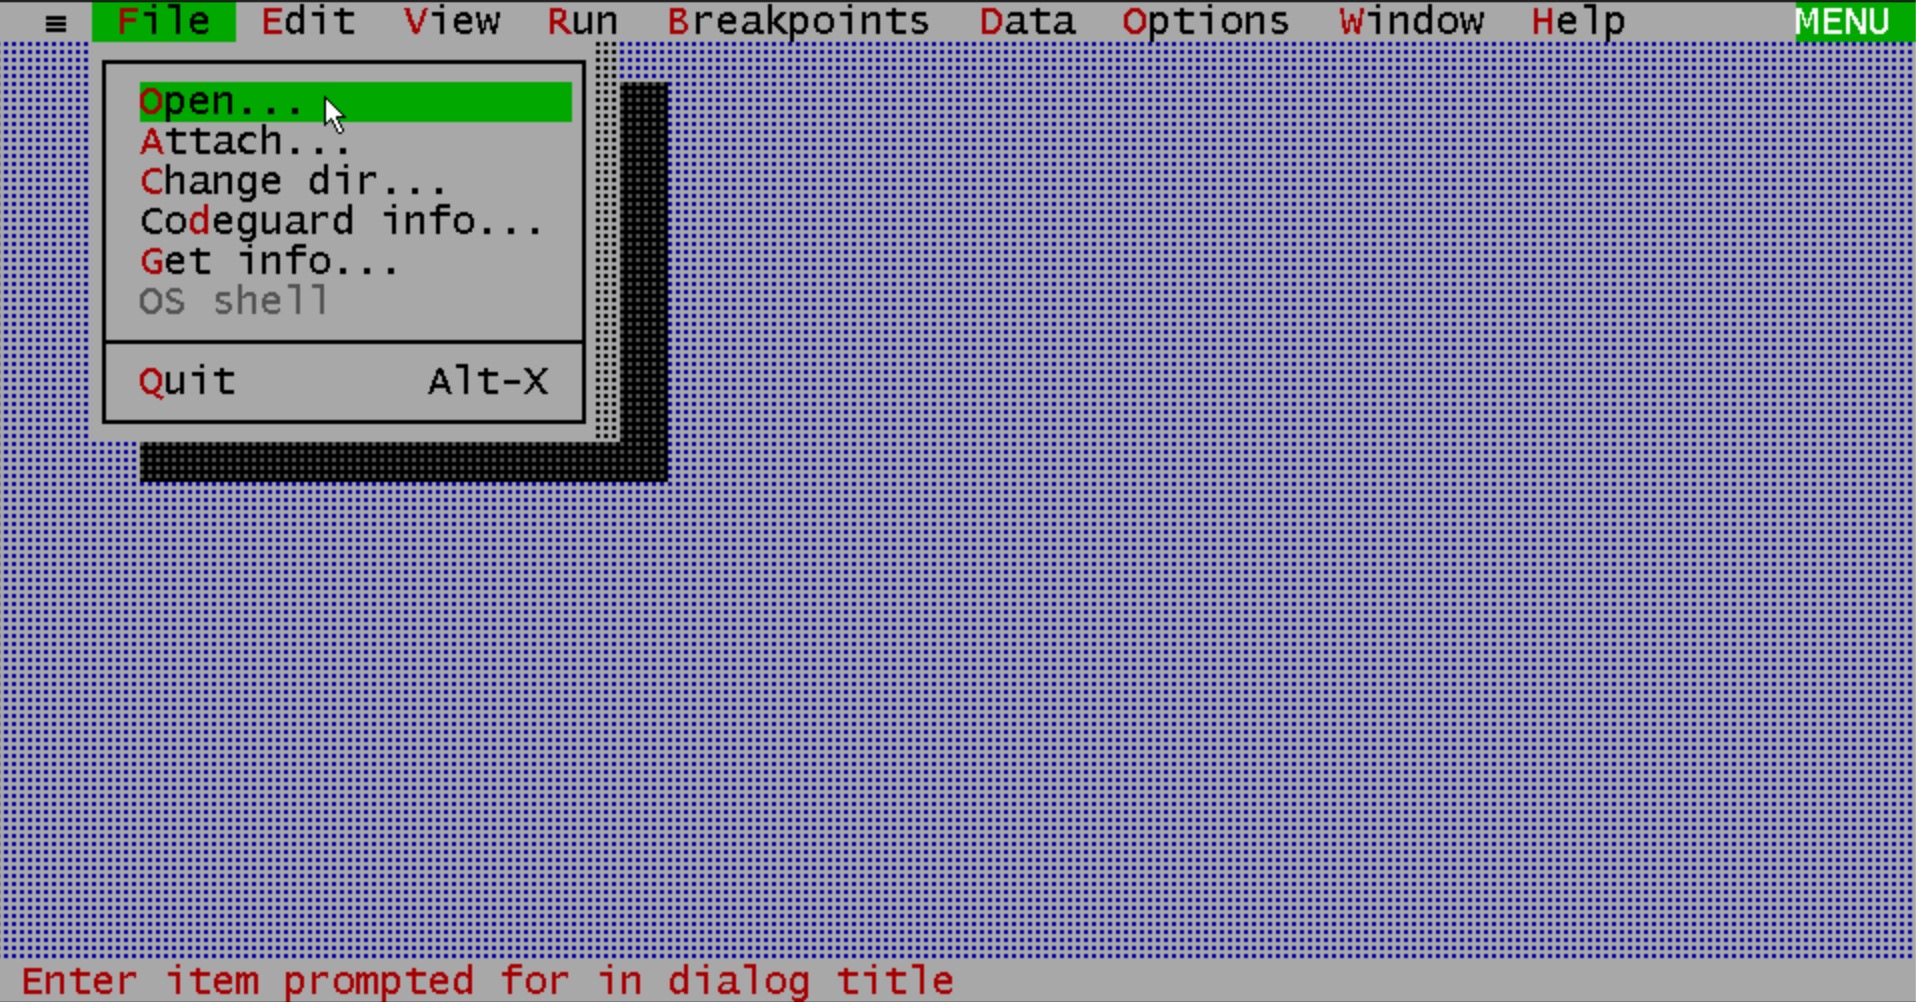 ≡ File Edit View Run Breakpoints Data Options Window Help MENU
Open...
Attach...
Change dir...
Codeguard info...
Get info...
OS shell
Quit Alt-X
Enter item prompted for in dialog title